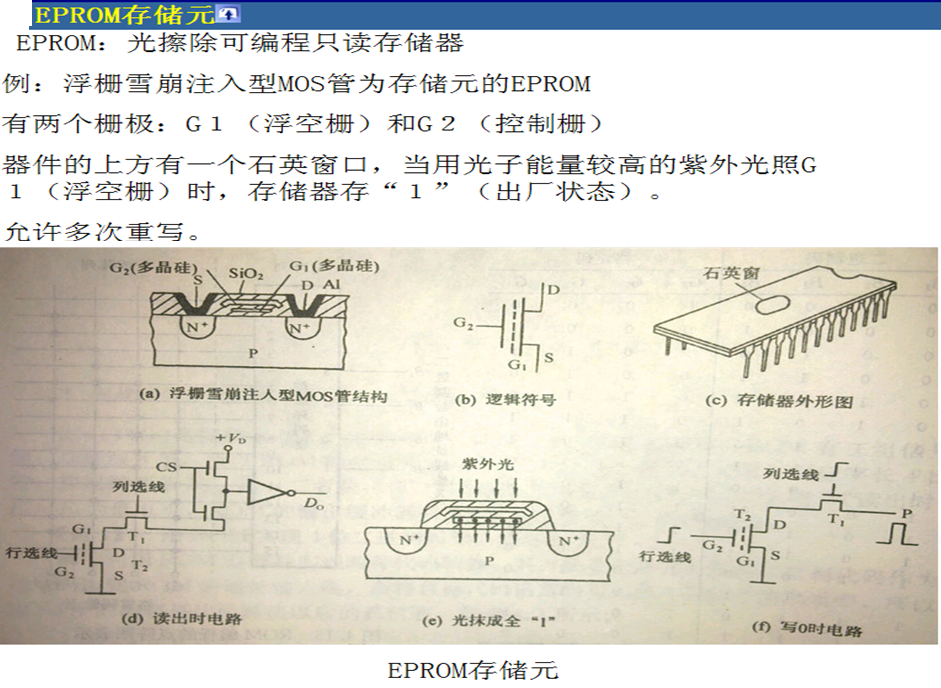 EPROM存储元
EPROM：光擦除可编程只读存储器
例：浮栅雪崩注入型MOS管为存储元的EPROM
有两个栅极：G１（浮空栅）和G２（控制栅）
器件的上方有一个石英窗口，当用光子能量较高的紫外光照G
１（浮空栅）时，存储器存“１”（出厂状态）。
允许多次重写。
G₂(多晶硅) SiO₂ G₁(多晶硅)
S D Al
N⁺ N⁺
P
(a) 浮栅雪崩注入型MOS管结构
D
G₂
G₁ S
(b) 逻辑符号
石英窗
(c) 存储器外形图
+V_D
CS
列选线
D₀
G₁ T₁
行选线 D T₂
G₂ S
(d) 读出时电路
紫外光
N⁺ N⁺
P
(e) 光抹成全“1”
列选线
T₂ D T₁ P
G₂
行选线 G₁ S
(f) 写0时电路
EPROM存储元